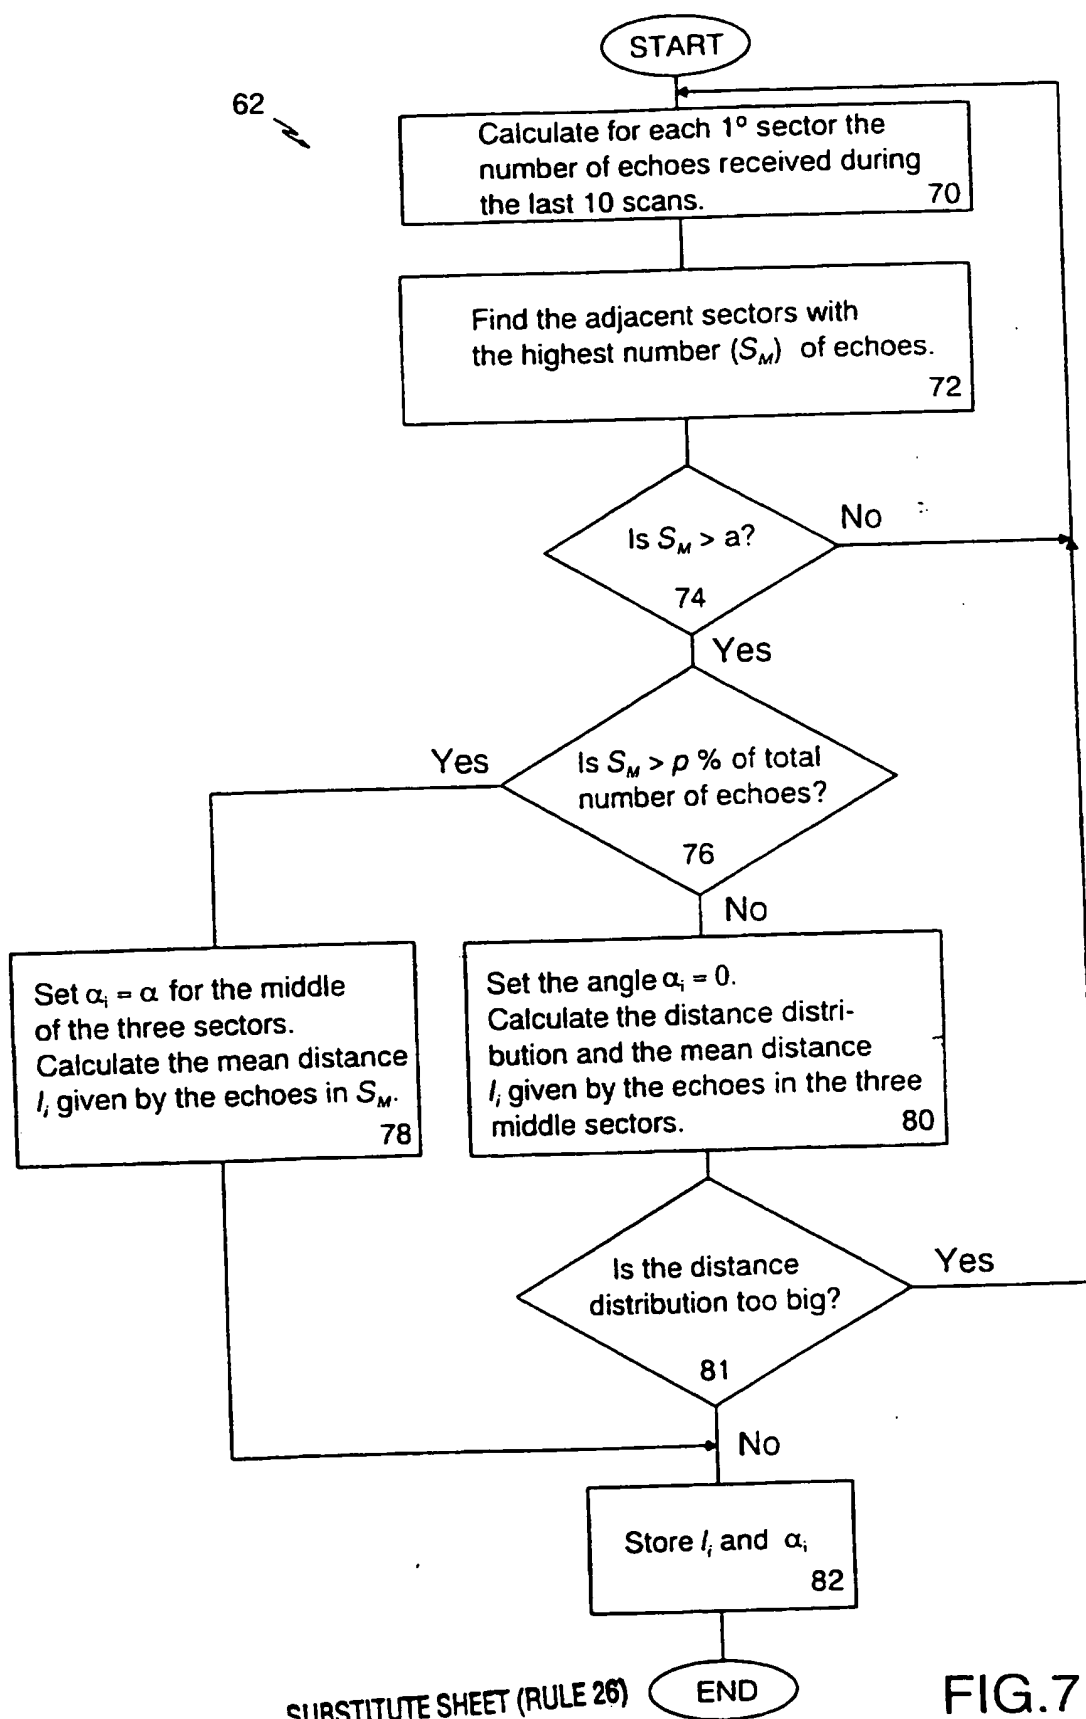 START
62
Calculate for each 1° sector the
number of echoes received during
the last 10 scans.
70
Find the adjacent sectors with
the highest number (S_M) of echoes.
72
Is S_M > a?
No
74
Yes
Is S_M > p % of total
number of echoes?
Yes
76
No
Set α_i = α for the middle
of the three sectors.
Calculate the mean distance
l_i given by the echoes in S_M.
78
Set the angle α_i = 0.
Calculate the distance distri-
bution and the mean distance
l_i given by the echoes in the three
middle sectors.
80
Is the distance
distribution too big?
Yes
81
No
Store l_i and α_i
82
END
SUBSTITUTE SHEET (RULE 26)
FIG.7